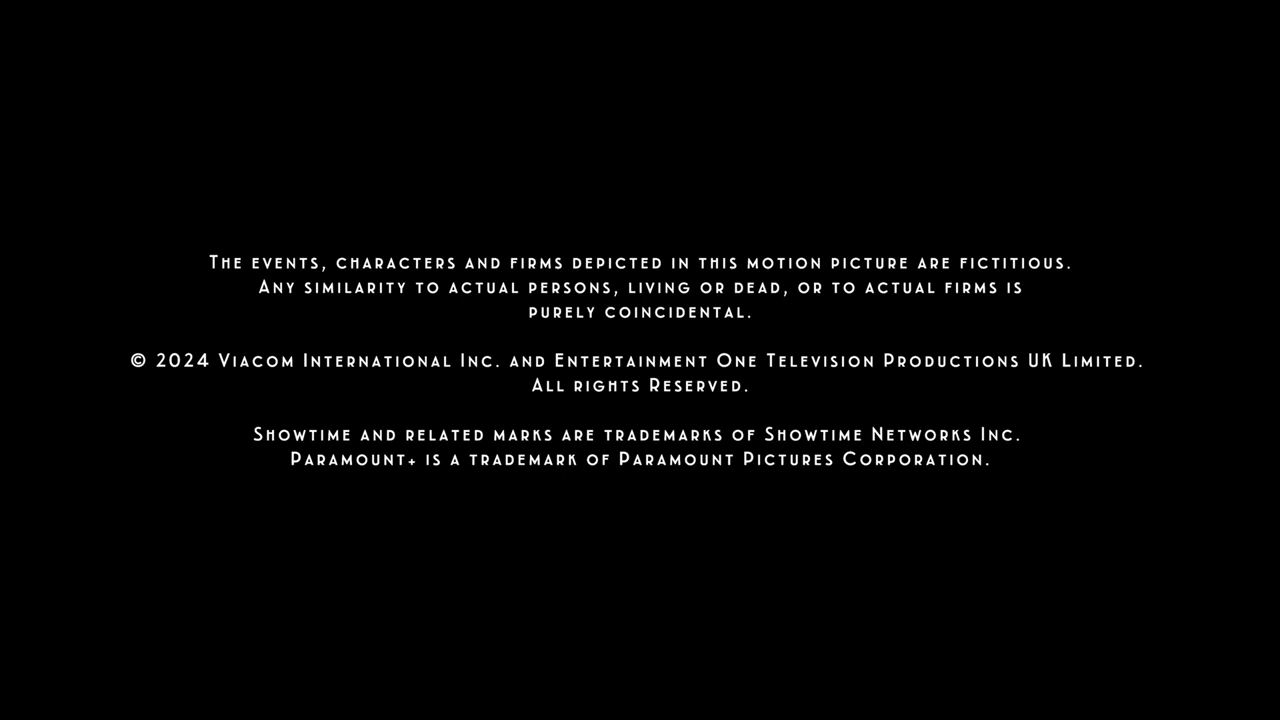 The events, characters and firms depicted in this motion picture are fictitious.
Any similarity to actual persons, living or dead, or to actual firms is
purely coincidental.
© 2024 Viacom International Inc. and Entertainment One Television Productions UK Limited.
All rights Reserved.
Showtime and related marks are trademarks of Showtime Networks Inc.
Paramount+ is a trademark of Paramount Pictures Corporation.